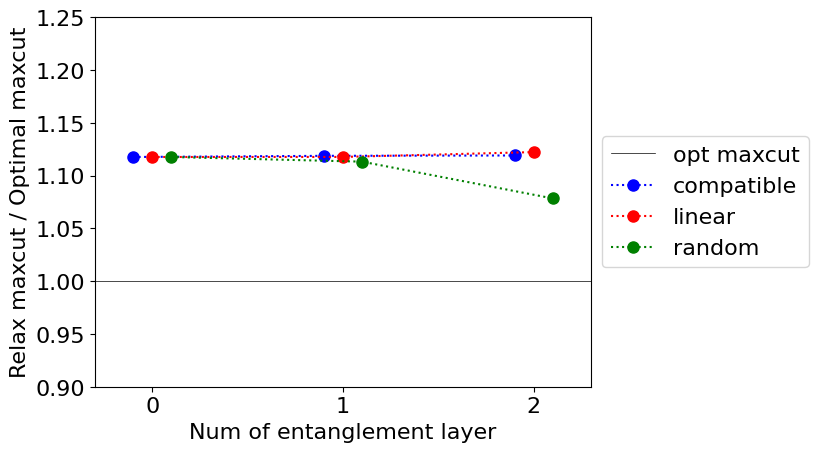 Relax maxcut / Optimal maxcut
1.25
1.20
1.15
1.10
1.05
1.00
0.95
0.90
0
1
2
Num of entanglement layer
opt maxcut
compatible
linear
random